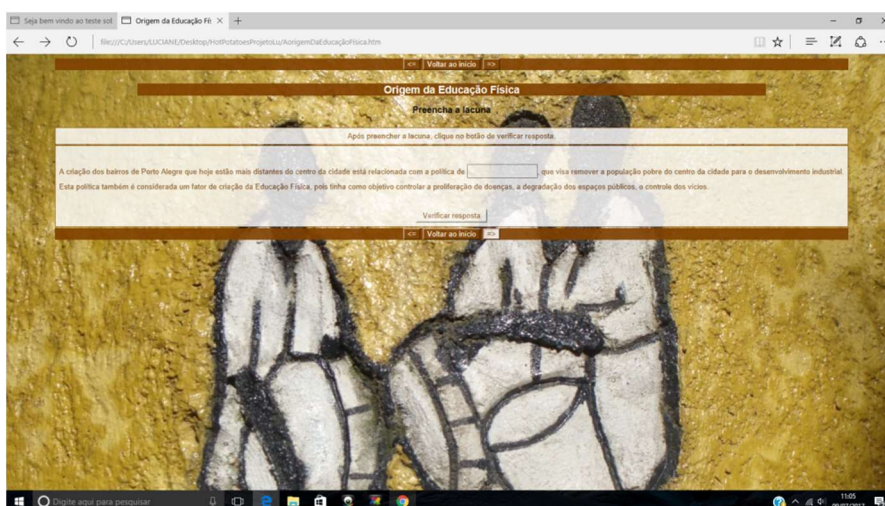 Seja bem vindo ao teste sob
Origem da Educação Fís
file:///C:/Users/LUCIANE/Desktop/HotPotatoesProjetoLu/AorigemDaEducaçãoFísica.htm
<= Voltar ao início =>
Origem da Educação Física
Preencha a lacuna
Após preencher a lacuna, clique no botão de verificar resposta.
A criação dos bairros de Porto Alegre que hoje estão mais distantes do centro da cidade está relacionada com a política de , que visa remover a população pobre do centro da cidade para o desenvolvimento industrial.
Esta política também é considerada um fator de criação da Educação Física, pois tinha como objetivo controlar a proliferação de doenças, a degradação dos espaços públicos, o controle dos vícios.
Verificar resposta
<= Voltar ao início =>
Digite aqui para pesquisar
11:05
09/07/2017